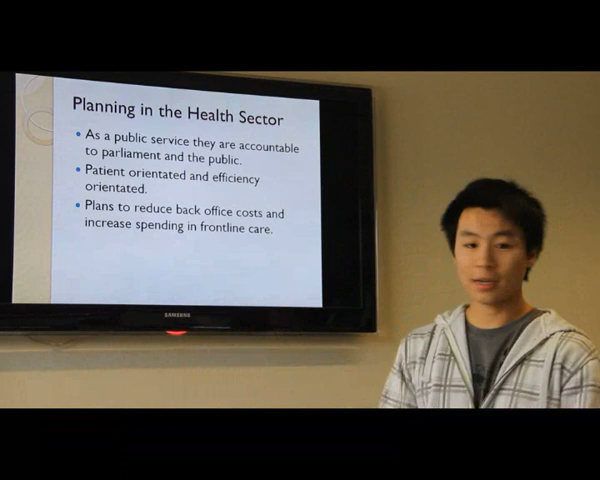 Planning in the Health Sector
• As a public service they are accountable
to parliament and the public.
• Patient orientated and efficiency
orientated.
• Plans to reduce back office costs and
increase spending in frontline care.
SAMSUNG